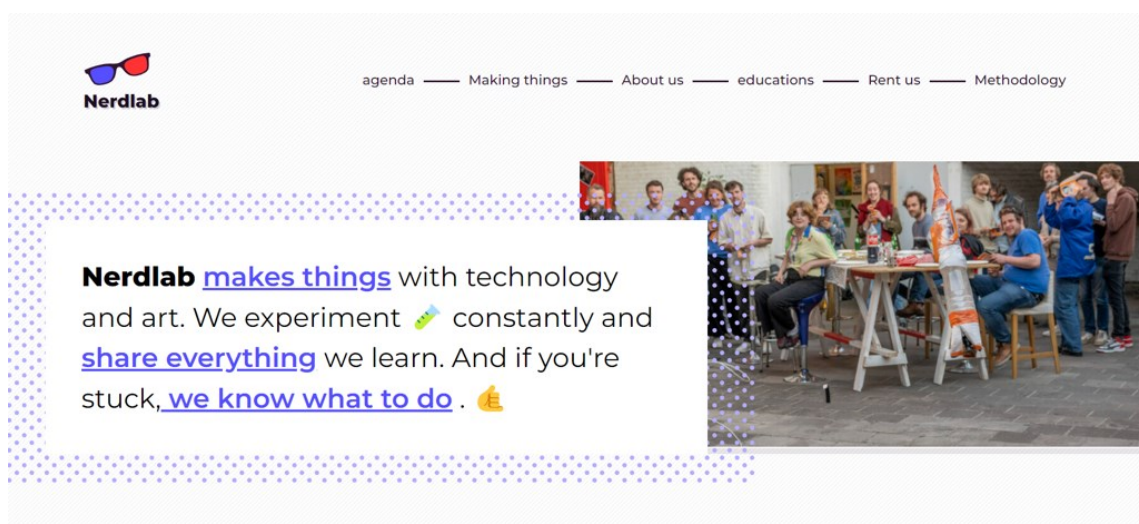 Nerdlab
agenda Making things About us educations Rent us Methodology
Nerdlab makes things with technology
and art. We experiment constantly and
share everything we learn. And if you're
stuck, we know what to do .